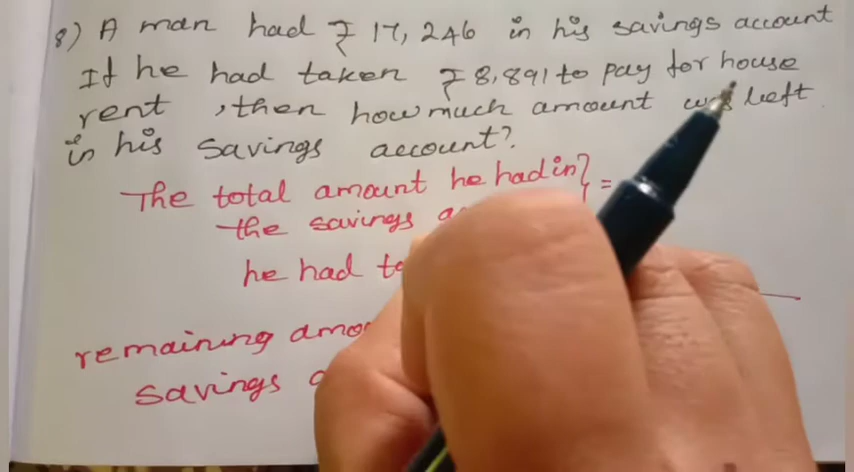 8) A man had ₹ 17,246 in his savings account
If he had taken ₹8,891 to pay for house
rent, then how much amount was left
in his savings account?
The total amount he had in} =
the savings
he had
remaining
savings